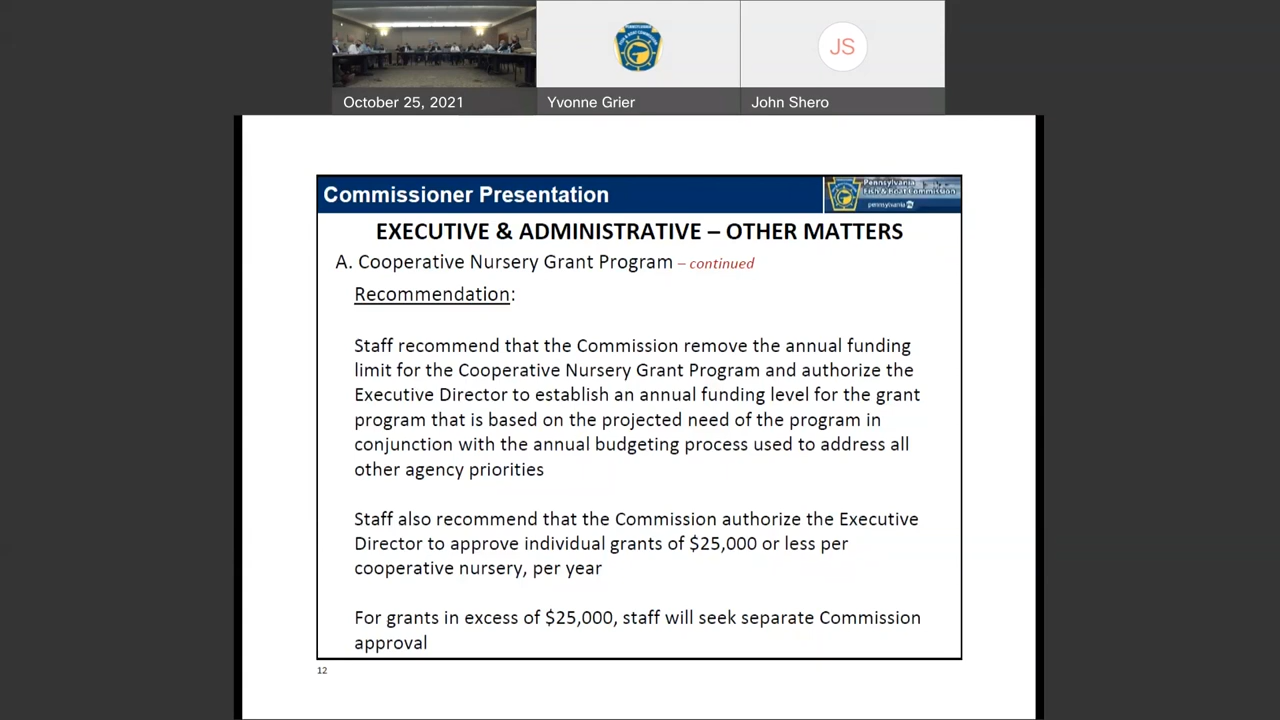 October 25, 2021
Yvonne Grier
JS
John Shero
Commissioner Presentation
Pennsylvania
Fish & Boat Commission
pennsylvania
EXECUTIVE & ADMINISTRATIVE – OTHER MATTERS
A. Cooperative Nursery Grant Program – continued
Recommendation:
Staff recommend that the Commission remove the annual funding
limit for the Cooperative Nursery Grant Program and authorize the
Executive Director to establish an annual funding level for the grant
program that is based on the projected need of the program in
conjunction with the annual budgeting process used to address all
other agency priorities
Staff also recommend that the Commission authorize the Executive
Director to approve individual grants of $25,000 or less per
cooperative nursery, per year
For grants in excess of $25,000, staff will seek separate Commission
approval
12